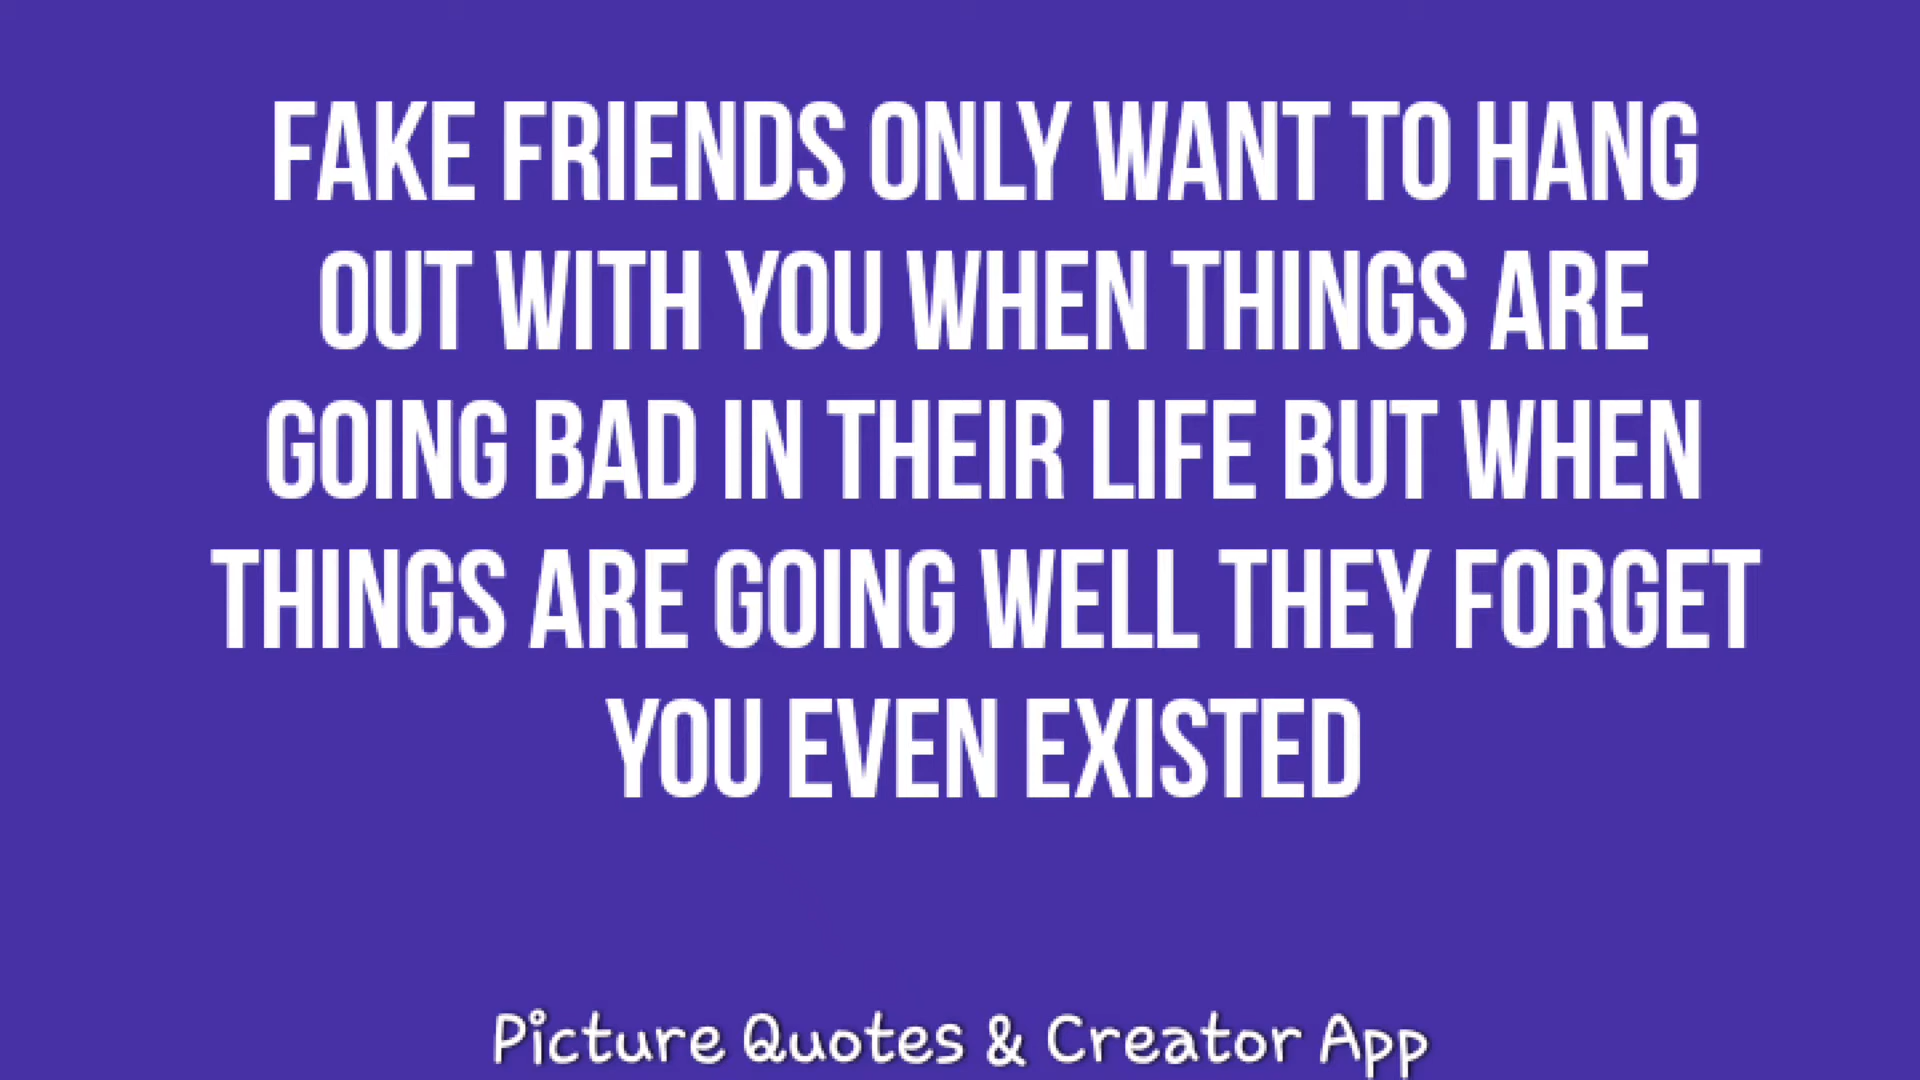 FAKE FRIENDS ONLY WANT TO HANG
OUT WITH YOU WHEN THINGS ARE
GOING BAD IN THEIR LIFE BUT WHEN
THINGS ARE GOING WELL THEY FORGET
YOU EVEN EXISTED
Picture Quotes & Creator App